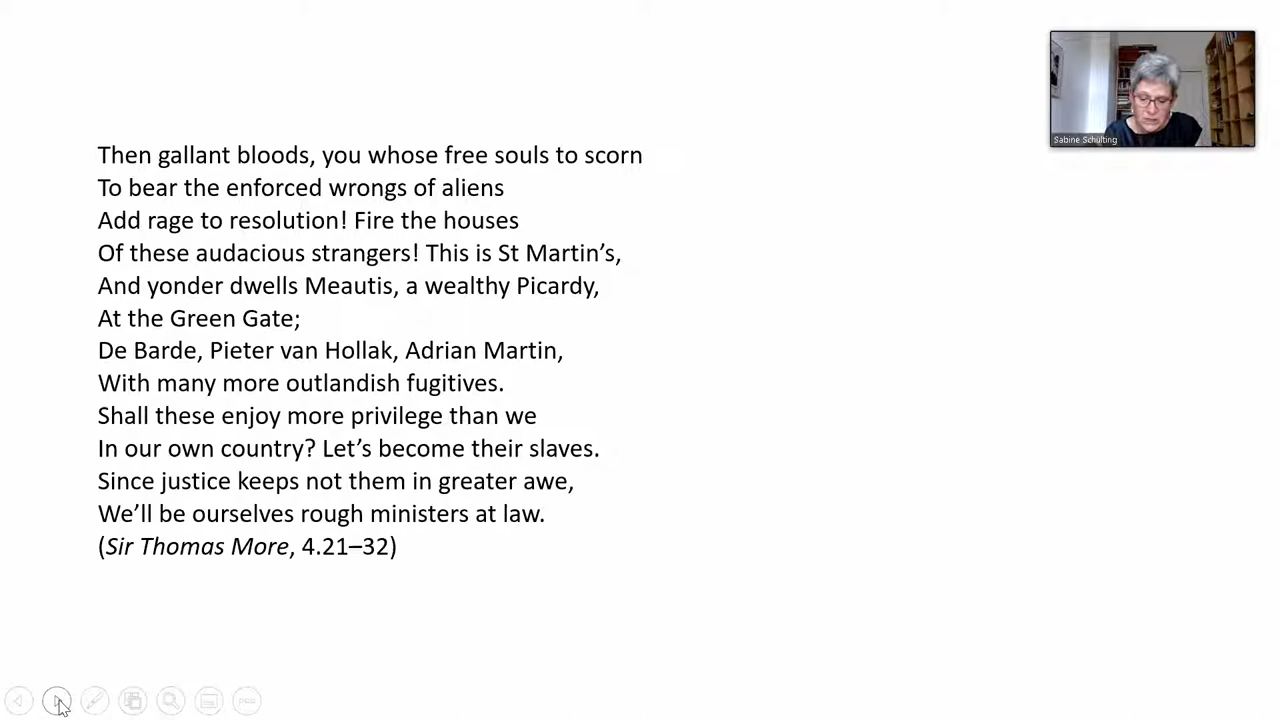 Then gallant bloods, you whose free souls to scorn
To bear the enforced wrongs of aliens
Add rage to resolution! Fire the houses
Of these audacious strangers! This is St Martin’s,
And yonder dwells Meautis, a wealthy Picardy,
At the Green Gate;
De Barde, Pieter van Hollak, Adrian Martin,
With many more outlandish fugitives.
Shall these enjoy more privilege than we
In our own country? Let’s become their slaves.
Since justice keeps not them in greater awe,
We’ll be ourselves rough ministers at law.
(Sir Thomas More, 4.21–32)
Sabine Schülting